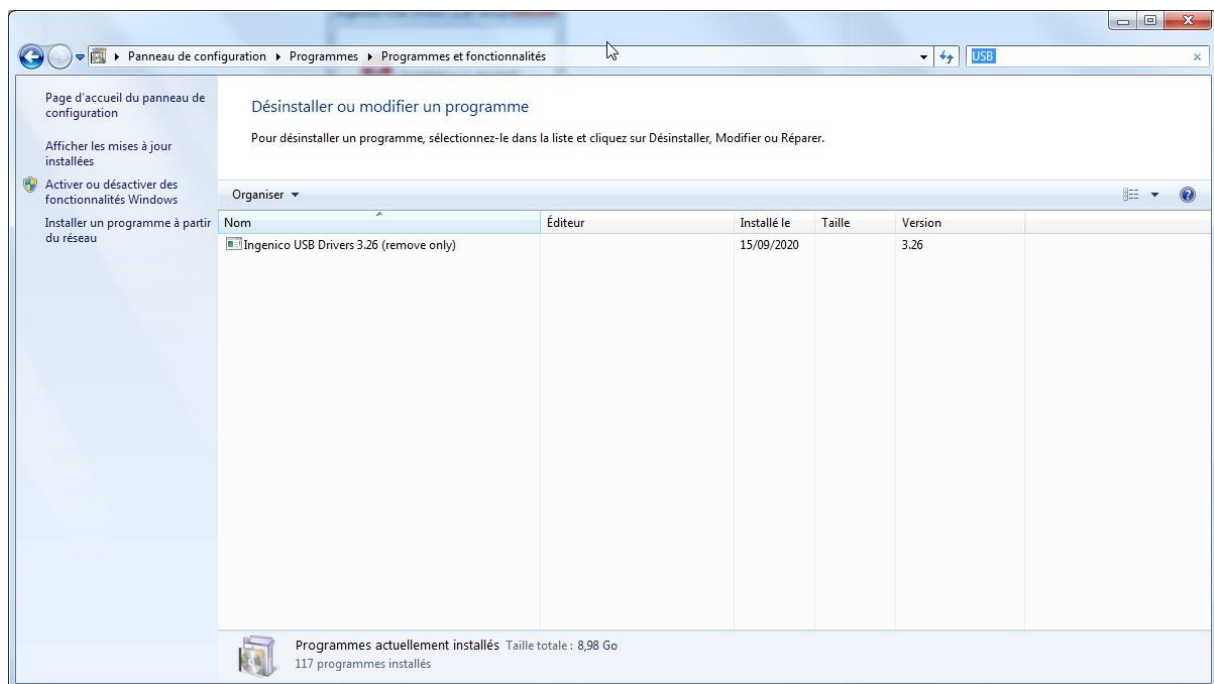 Panneau de configuration ▸ Programmes ▸ Programmes et fonctionnalités
USB
Page d'accueil du panneau de
configuration
Afficher les mises à jour
installées
Activer ou désactiver des
fonctionnalités Windows
Installer un programme à partir
du réseau
Désinstaller ou modifier un programme
Pour désinstaller un programme, sélectionnez-le dans la liste et cliquez sur Désinstaller, Modifier ou Réparer.
Organiser
Nom Éditeur Installé le Taille Version
Ingenico USB Drivers 3.26 (remove only) 15/09/2020 3.26
Programmes actuellement installés Taille totale : 8,98 Go
117 programmes installés